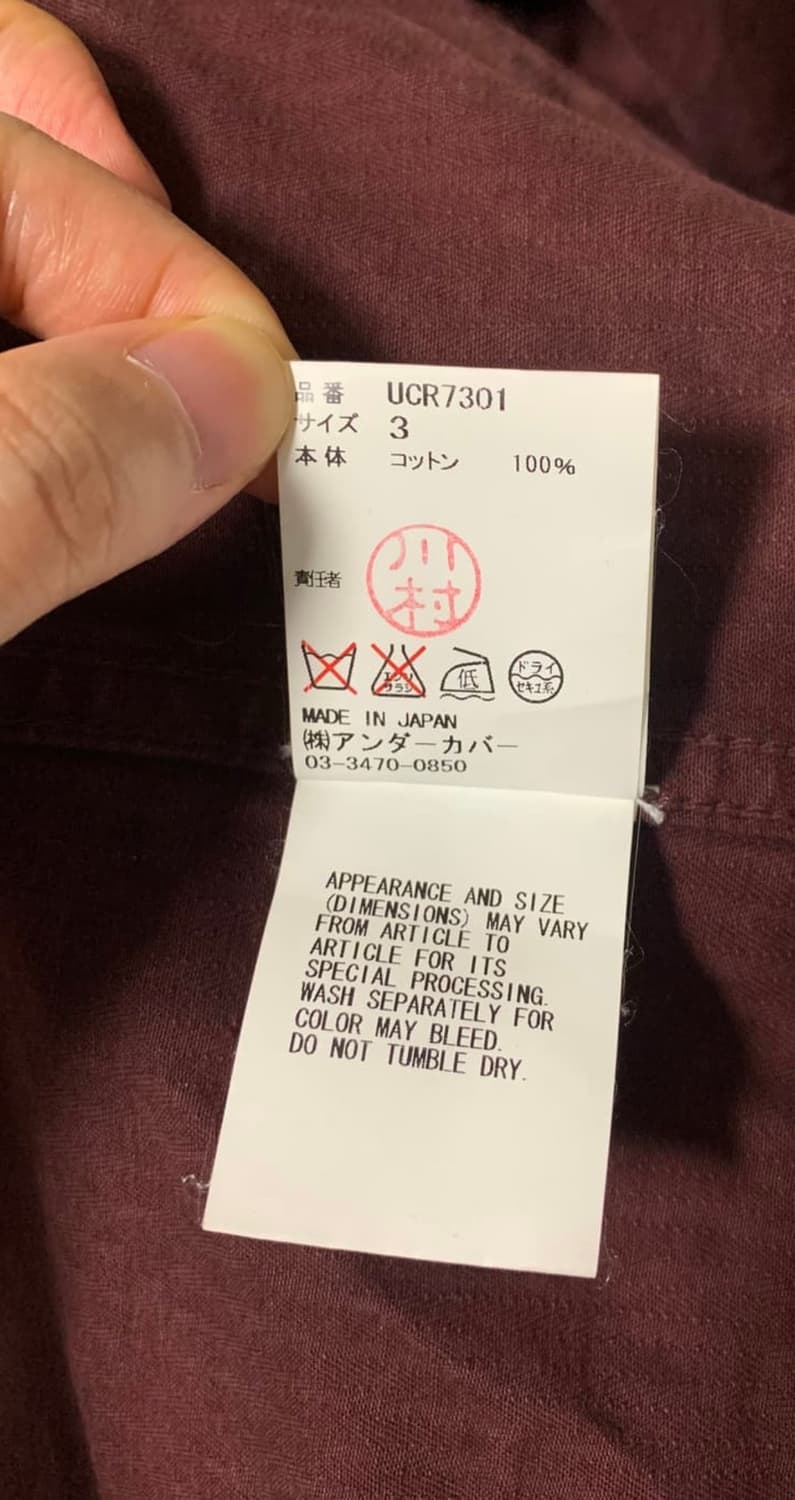 品番 UCR7301
サイズ 3
本体 コットン 100%
責任者 川村
エンソサラシ 低 ドライ セキユ系
MADE IN JAPAN
(株)アンダーカバー
03-3470-0850
APPEARANCE AND SIZE
(DIMENSIONS) MAY VARY
FROM ARTICLE TO
ARTICLE FOR ITS
SPECIAL PROCESSING.
WASH SEPARATELY FOR
COLOR MAY BLEED.
DO NOT TUMBLE DRY.